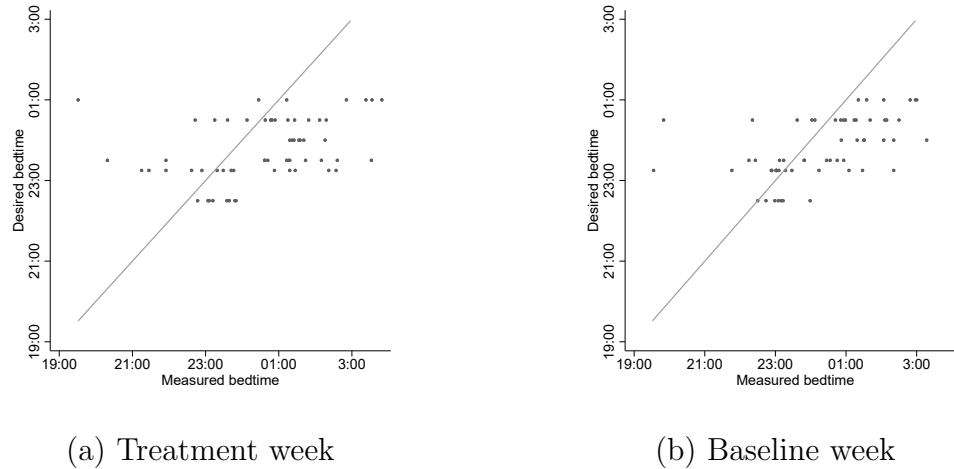 Desired bedtime
3:00
01:00
23:00
21:00
19:00
19:00 21:00 23:00 01:00 3:00
Measured bedtime
(a) Treatment week
Desired bedtime
3:00
01:00
23:00
21:00
19:00
19:00 21:00 23:00 01:00 3:00
Measured bedtime
(b) Baseline week